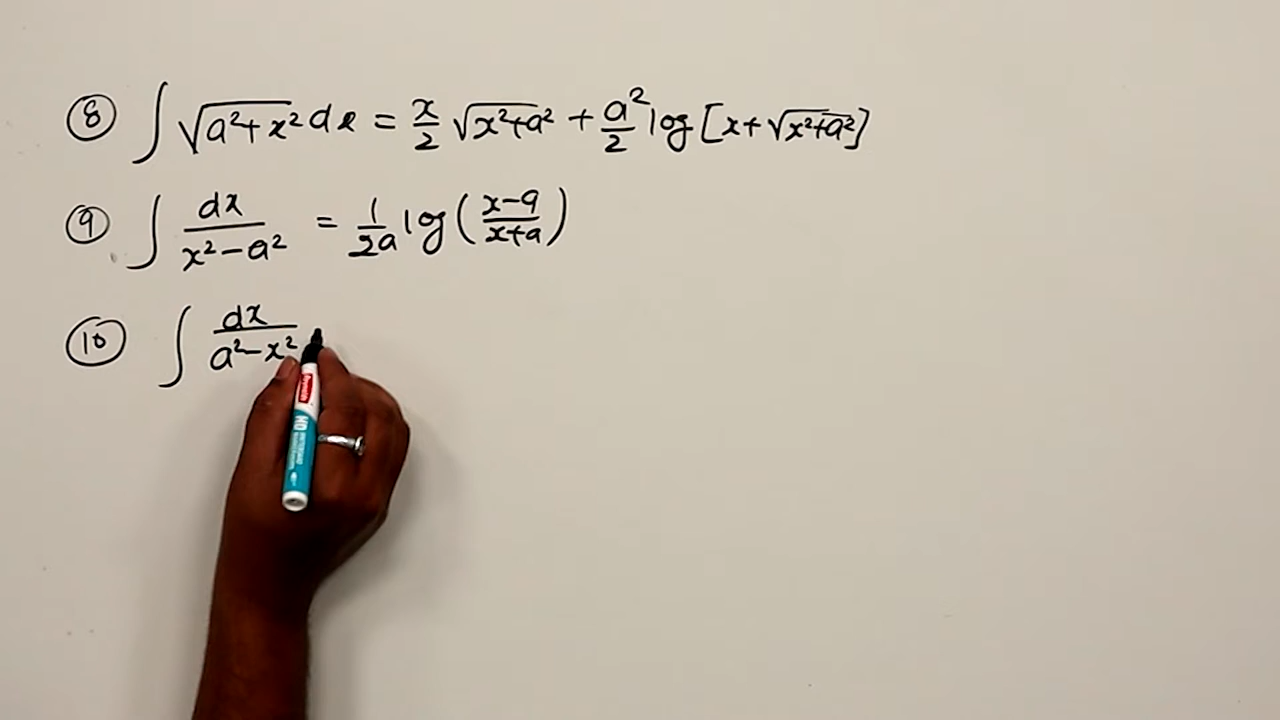 ⑧ ∫ √(a²+x²) dx = x/2 √(x²+a²) + a²/2 log [x+√(x²+a²)]
⑨ ∫ dx/(x²-a²) = 1/2a log (x-a/x+a)
⑩ ∫ dx/(a²-x²)